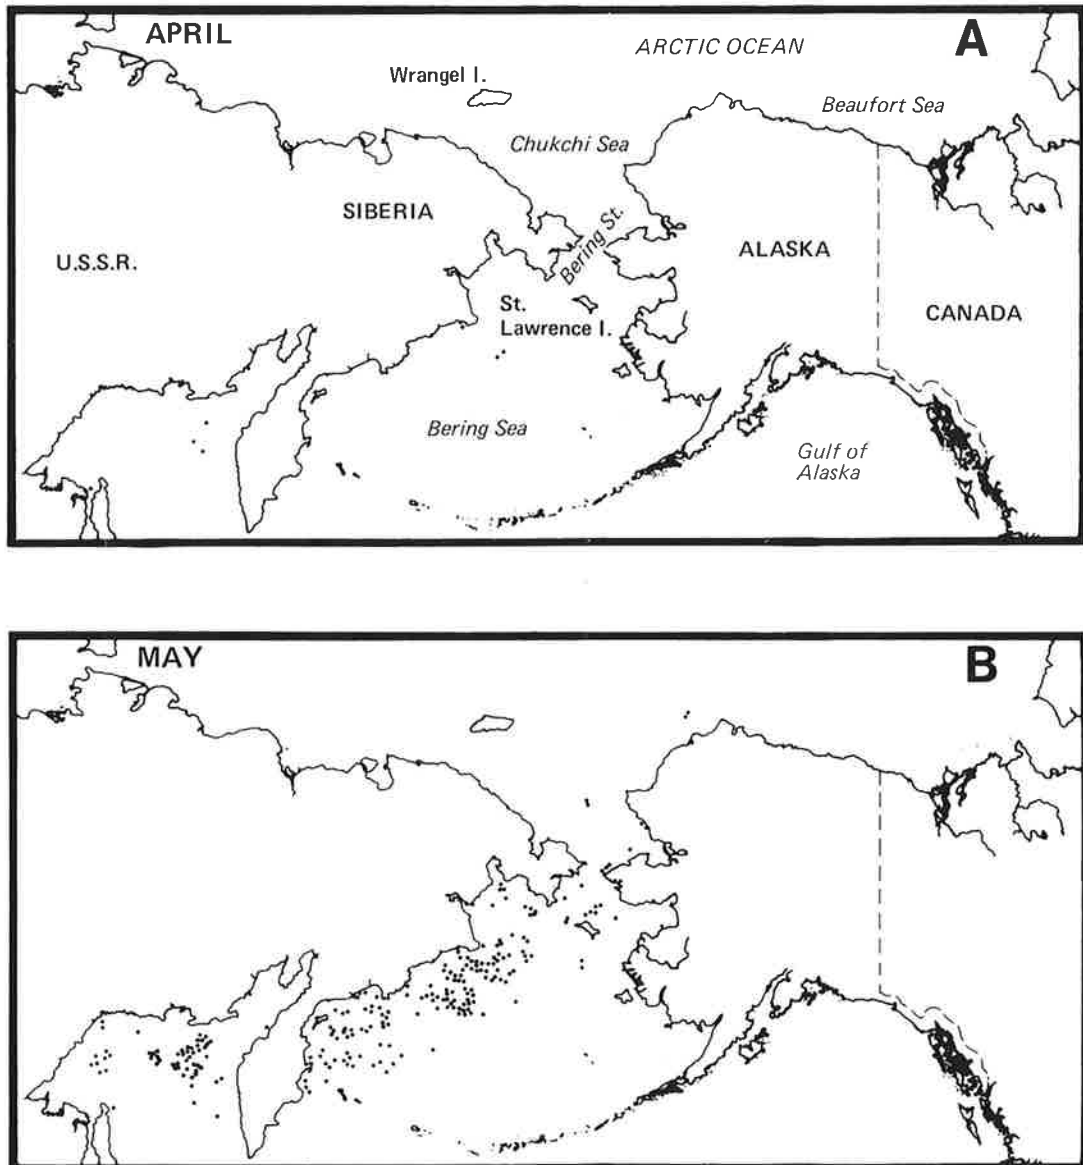 APRIL
A
ARCTIC OCEAN
Wrangel I.
Beaufort Sea
Chukchi Sea
SIBERIA
Bering St.
U.S.S.R.
ALASKA
St.
Lawrence I.
CANADA
Bering Sea
Gulf of
Alaska
MAY
B